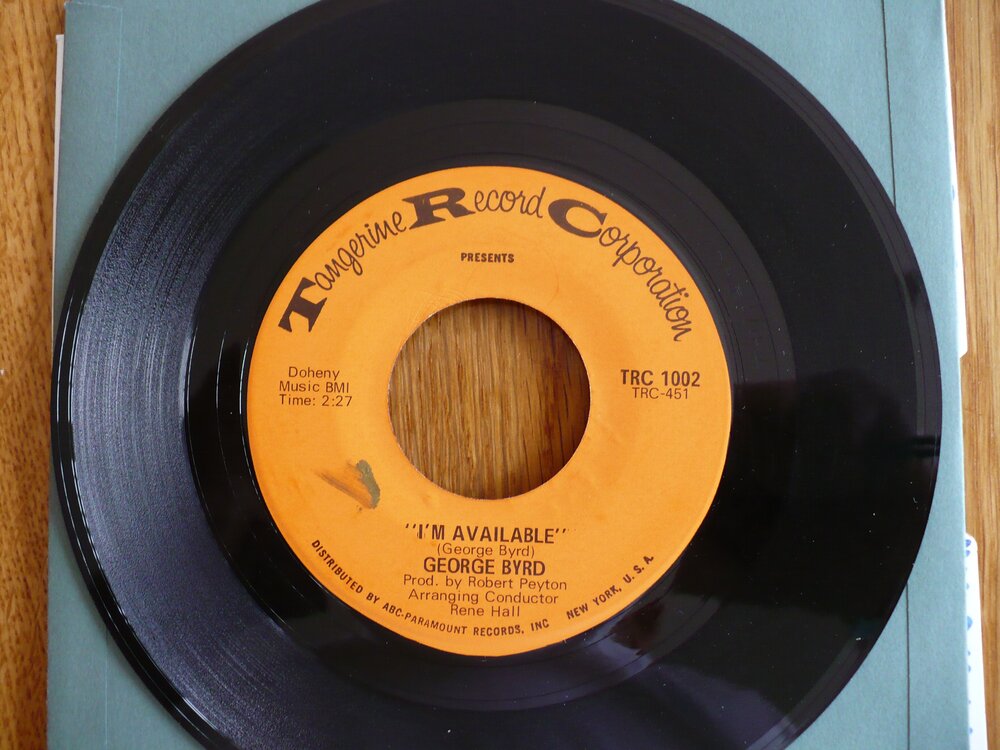 Tangerine Record Corporation
PRESENTS
Doheny
Music BMI
Time: 2:27
TRC 1002
TRC-451
"I'M AVAILABLE"
(George Byrd)
GEORGE BYRD
Prod. by Robert Peyton
Arranging Conductor
Rene Hall
DISTRIBUTED BY ABC-PARAMOUNT RECORDS, INC NEW YORK, U.S.A.